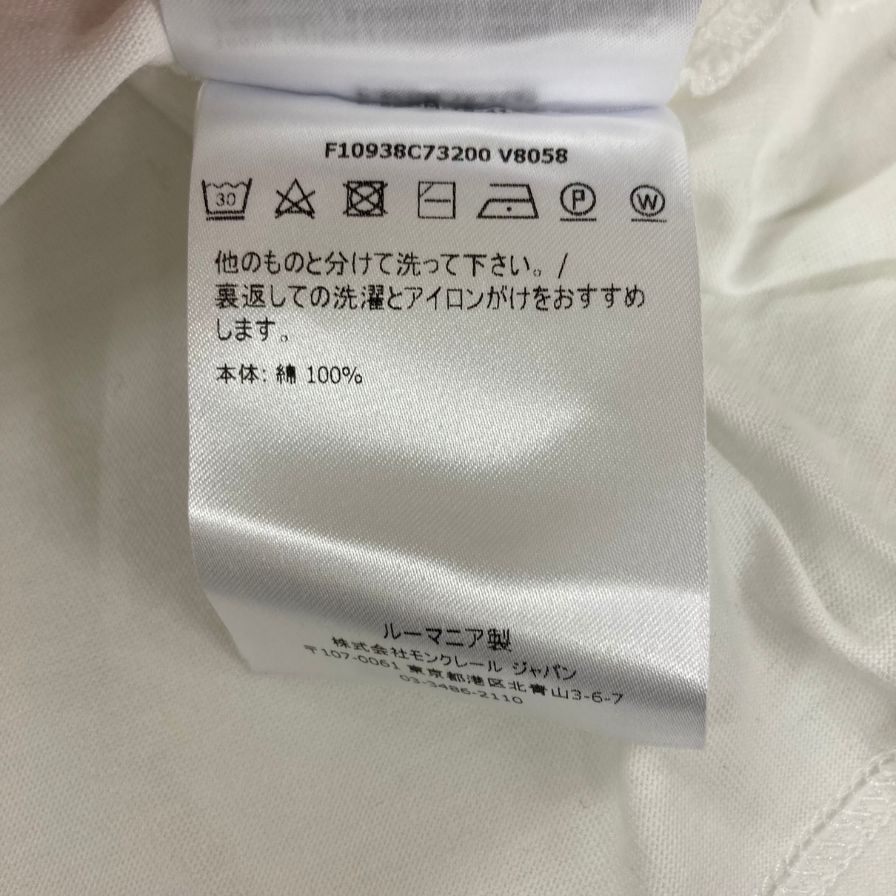 F10938C73200 V8058
30
P
W
他のものと分けて洗って下さい。/
裏返しての洗濯とアイロンがけをおすすめ
します。
本体: 綿 100%
ルーマニア製
株式会社モンクレール ジャパン
〒107-0061 東京都港区北青山3-6-7
03-3486-2110